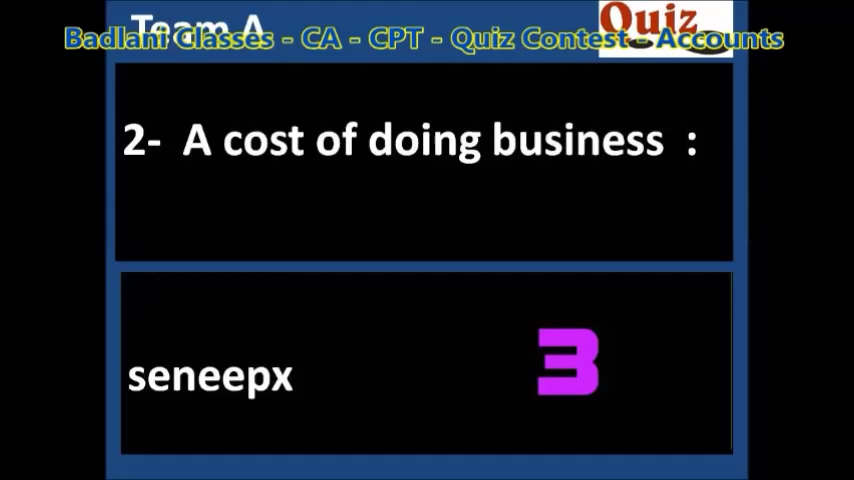 Team A
Quiz
Badlani Classes - CA - CPT - Quiz Contest - Accounts
2- A cost of doing business :
seneepx
3